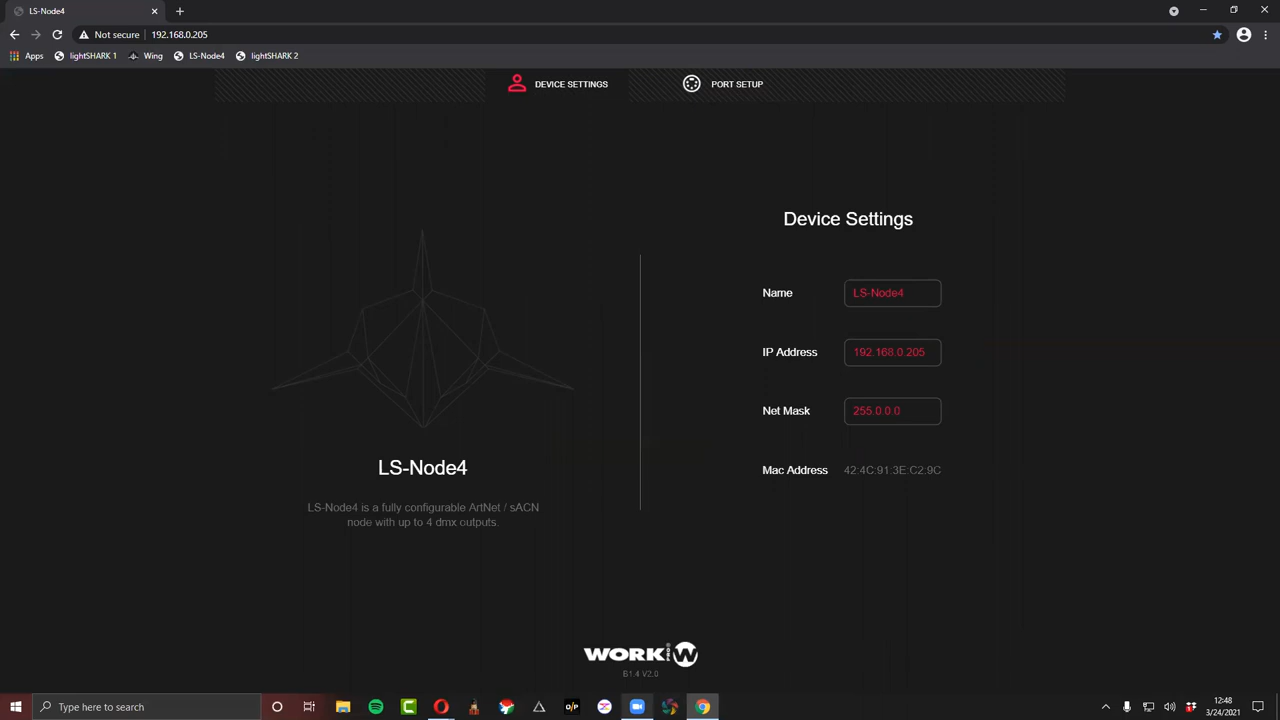 LS-Node4
Not secure 192.168.0.205
Apps lightSHARK 1 Wing LS-Node4 lightSHARK 2
DEVICE SETTINGS PORT SETUP
Device Settings
Name LS-Node4
IP Address 192.168.0.205
Net Mask 255.0.0.0
Mac Address 42:4C:91:3E:C2:9C
LS-Node4
LS-Node4 is a fully configurable ArtNet / sACN
node with up to 4 dmx outputs.
WORK PRO W
B1.4 V2.0
Type here to search
O/P
12:48
3/24/2021